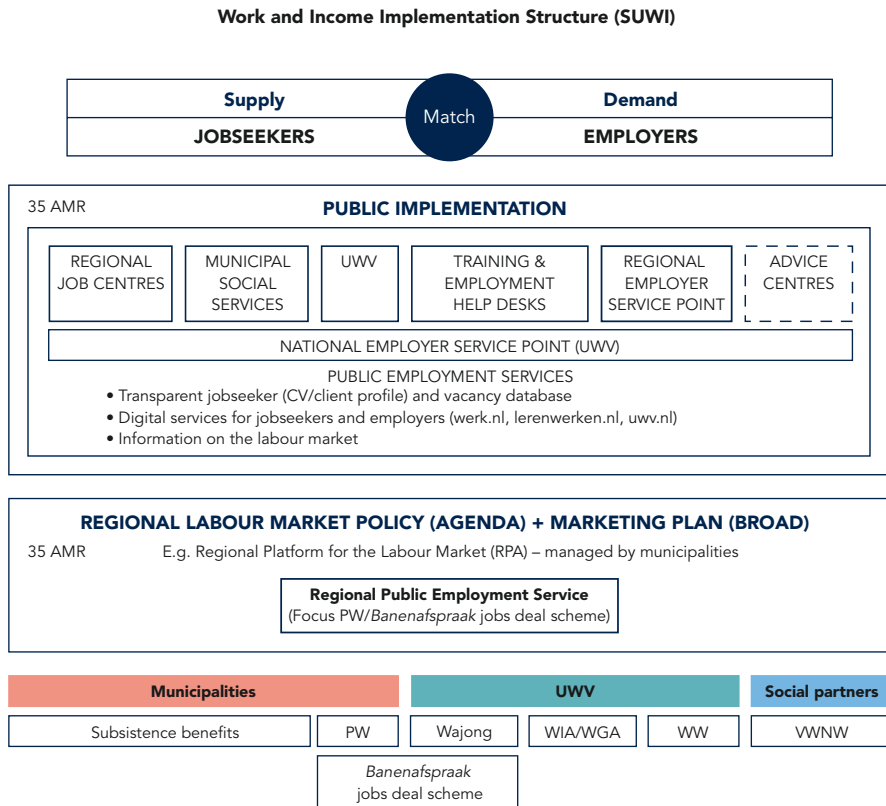 Work and Income Implementation Structure (SUWI)
Supply
Match
Demand
JOBSEEKERS
EMPLOYERS
35 AMR
PUBLIC IMPLEMENTATION
REGIONAL
JOB CENTRES
MUNICIPAL
SOCIAL
SERVICES
UWV
TRAINING &
EMPLOYMENT
HELP DESKS
REGIONAL
EMPLOYER
SERVICE POINT
ADVICE
CENTRES
NATIONAL EMPLOYER SERVICE POINT (UWV)
PUBLIC EMPLOYMENT SERVICES
• Transparent jobseeker (CV/client profile) and vacancy database
• Digital services for jobseekers and employers (werk.nl, lerenwerken.nl, uwv.nl)
• Information on the labour market
REGIONAL LABOUR MARKET POLICY (AGENDA) + MARKETING PLAN (BROAD)
35 AMR
E.g. Regional Platform for the Labour Market (RPA) – managed by municipalities
Regional Public Employment Service
(Focus PW/Banenafspraak jobs deal scheme)
Municipalities
UWV
Social partners
Subsistence benefits
PW
Wajong
WIA/WGA
WW
VWNW
Banenafspraak
jobs deal scheme